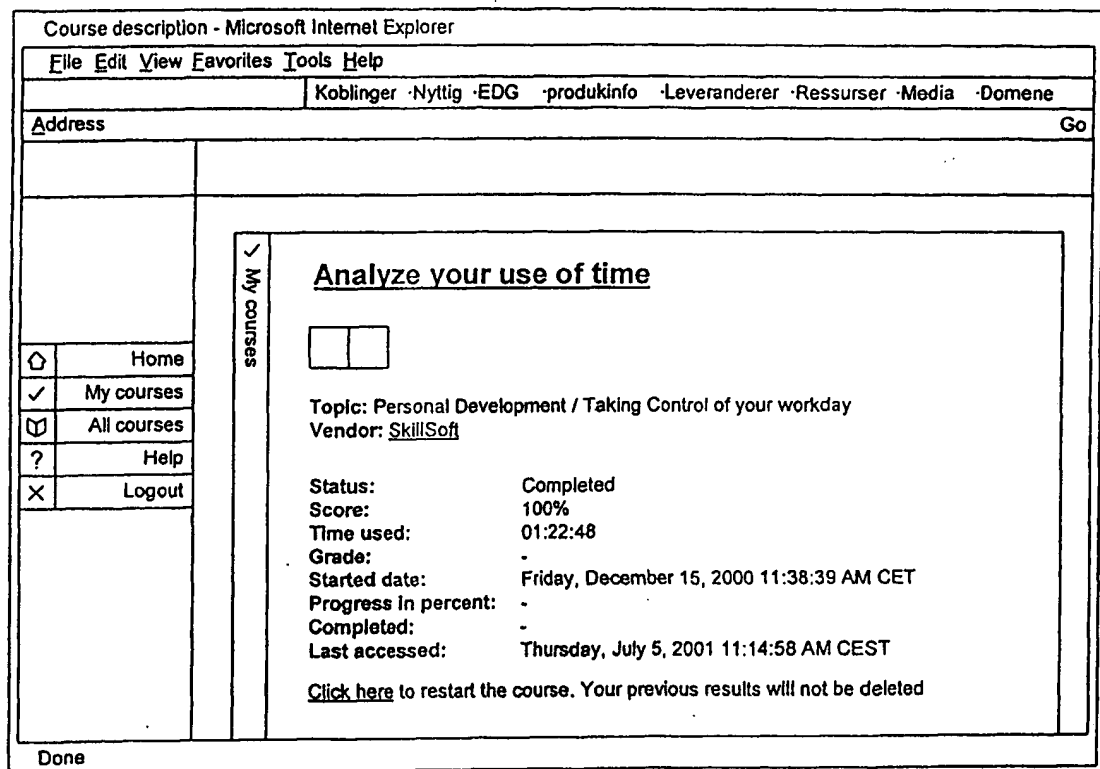 Course description - Microsoft Internet Explorer
File Edit View Favorites Tools Help
Koblinger ·Nyttig ·EDG ·produkinfo ·Leveranderer ·Ressurser ·Media ·Domene
Address Go
✓ My courses
Analyze your use of time
Home
My courses
All courses
? Help
Logout
Topic: Personal Development / Taking Control of your workday
Vendor: SkillSoft
Status: Completed
Score: 100%
Time used: 01:22:48
Grade: -
Started date: Friday, December 15, 2000 11:38:39 AM CET
Progress in percent: -
Completed: -
Last accessed: Thursday, July 5, 2001 11:14:58 AM CEST
Click here to restart the course. Your previous results will not be deleted
Done